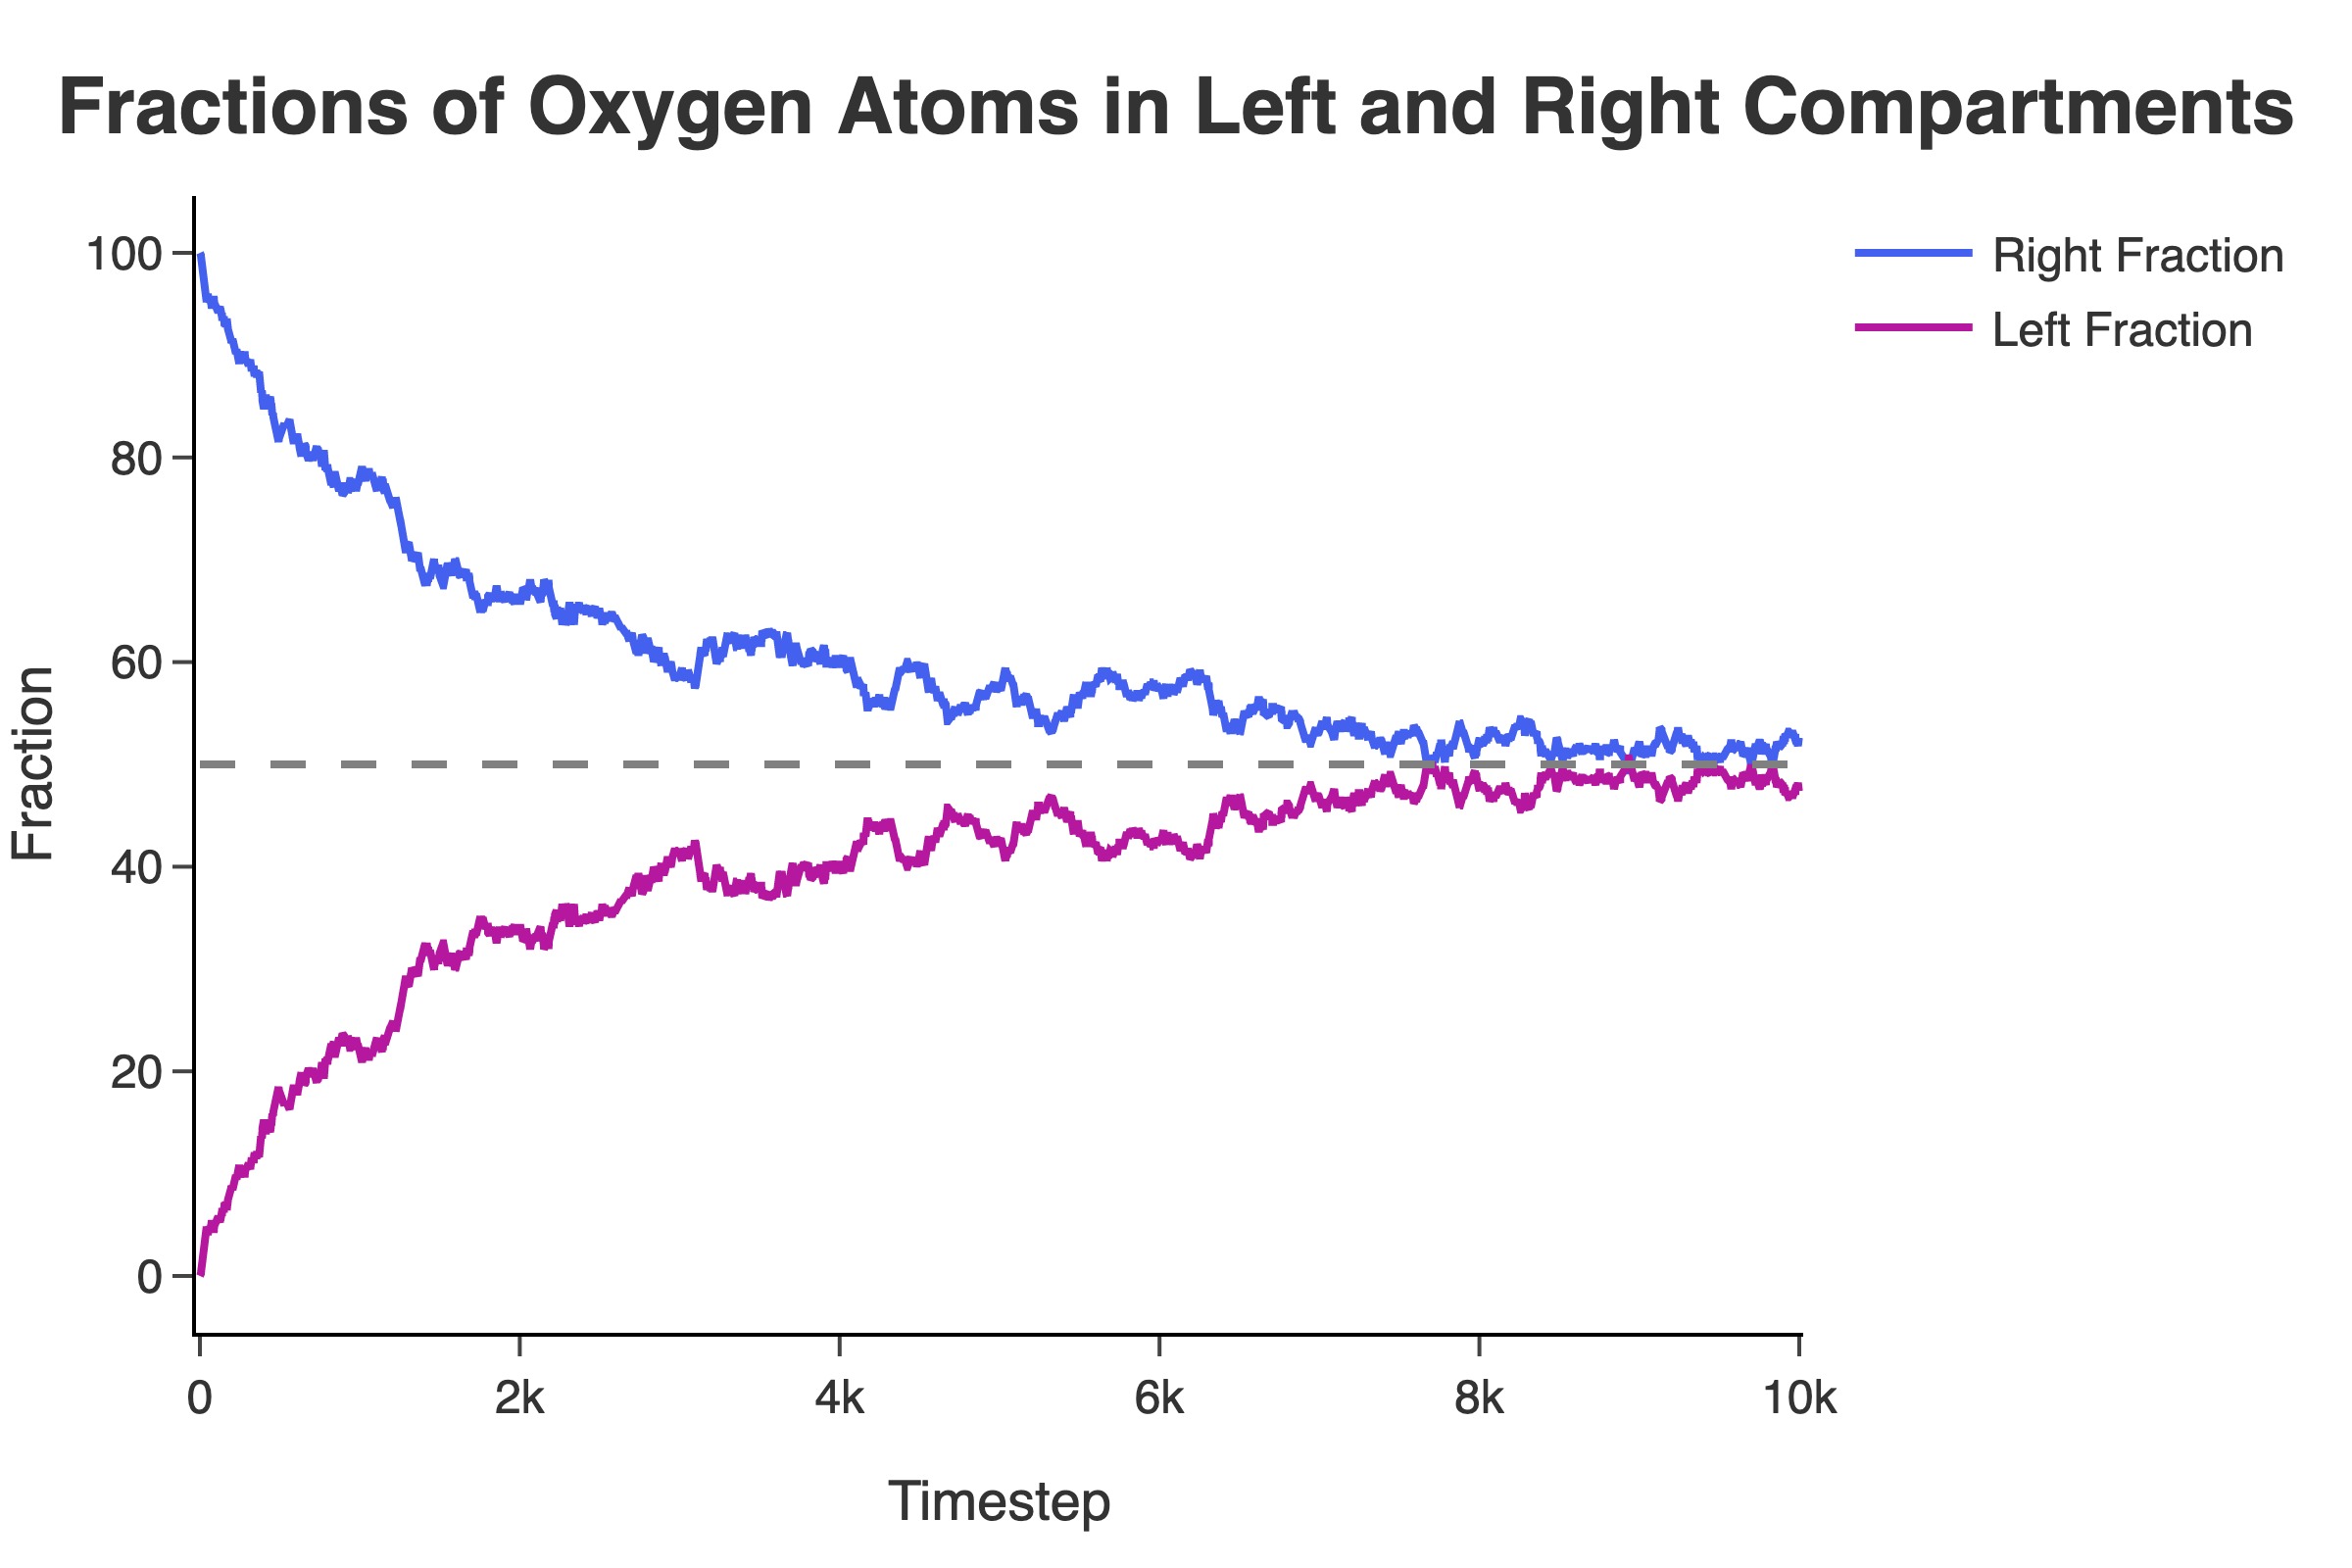 Fractions of Oxygen Atoms in Left and Right Compartments
Right Fraction
Left Fraction
Fraction
100
80
60
40
20
0
0 2k 4k 6k 8k 10k
Timestep